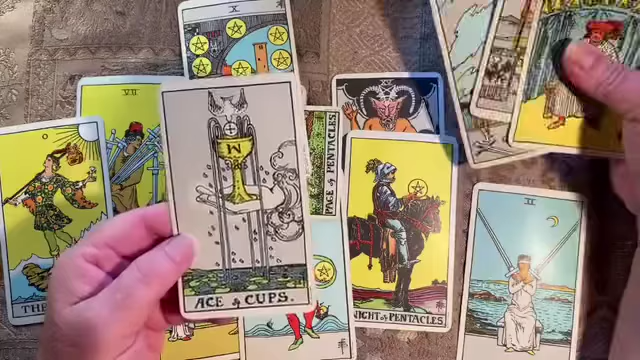 X
VII
XV
PAGE of PENTACLES
M
ACE of CUPS.
THE
KNIGHT of PENTACLES
II